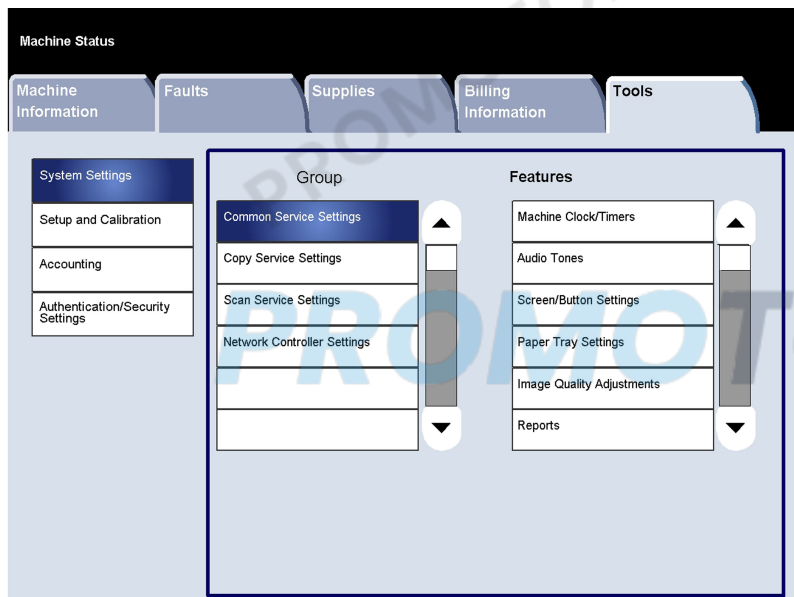 Machine Status
Machine
Information
Faults
Supplies
Billing
Information
Tools
System Settings
Setup and Calibration
Accounting
Authentication/Security
Settings
Group
Common Service Settings
Copy Service Settings
Scan Service Settings
Network Controller Settings
Features
Machine Clock/Timers
Audio Tones
Screen/Button Settings
Paper Tray Settings
Image Quality Adjustments
Reports